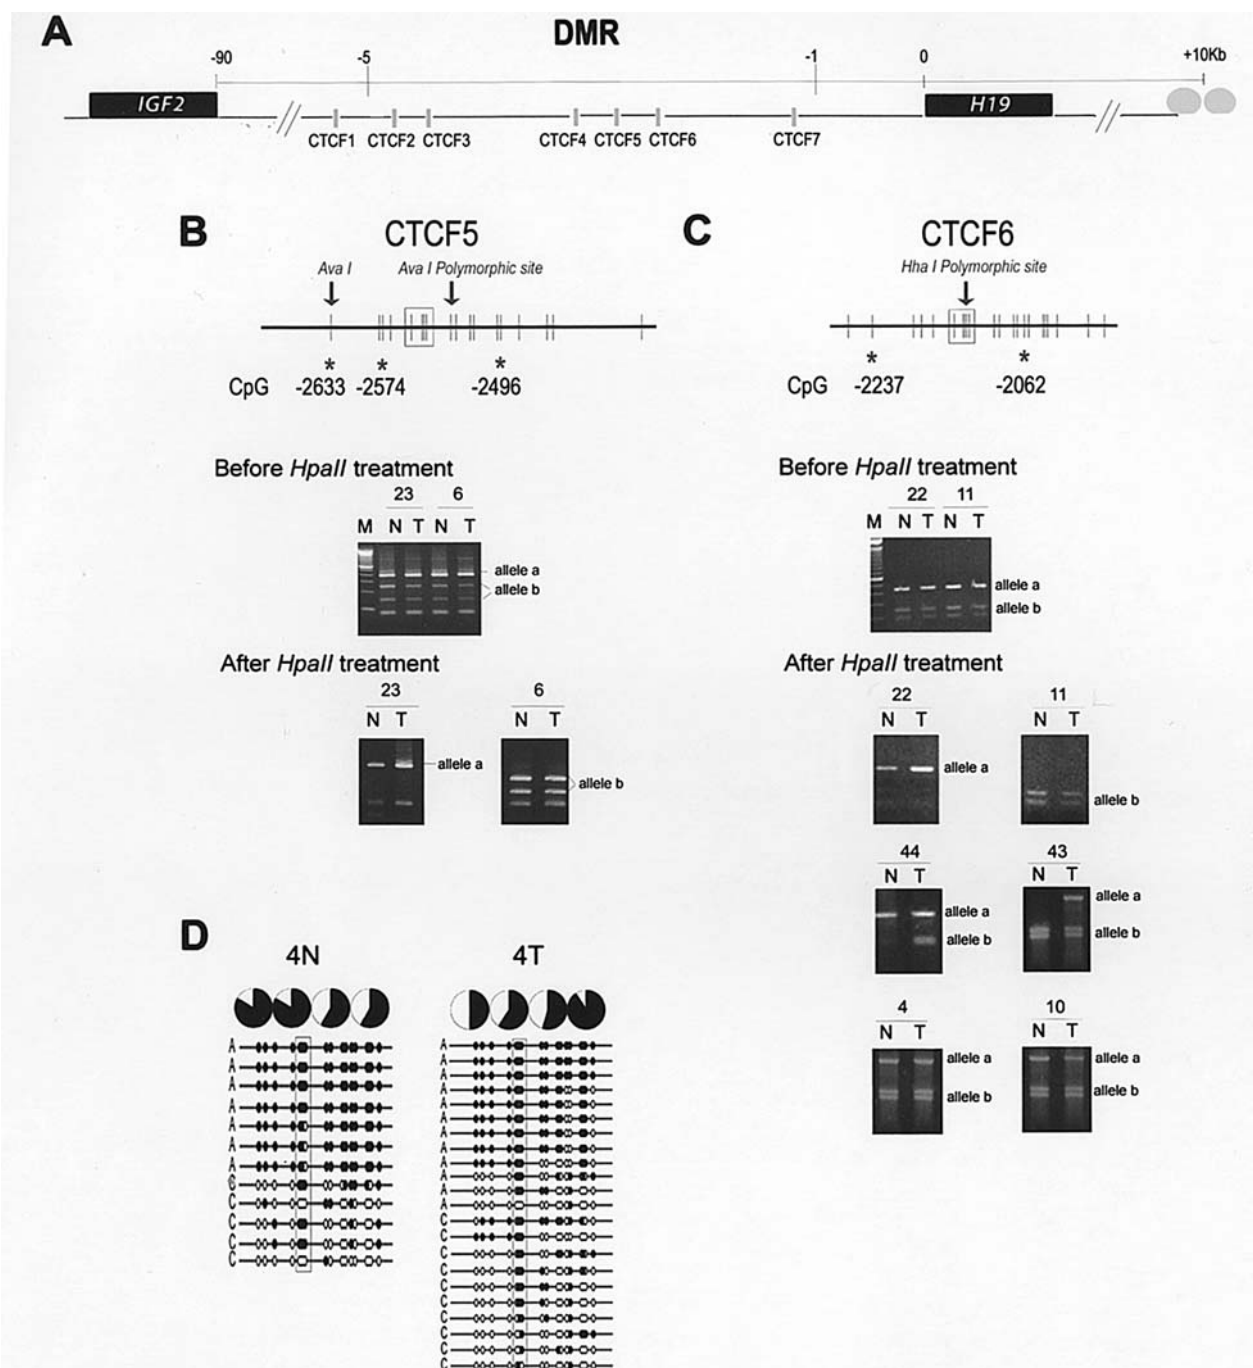 A
DMR
-90 -5 -1 0 +10Kb
IGF2 H19
CTCF1 CTCF2 CTCF3 CTCF4 CTCF5 CTCF6 CTCF7
B
CTCF5
Ava I Ava I Polymorphic site
* * *
CpG -2633 -2574 -2496
Before HpaII treatment
23 6
M N T N T
allele a
allele b
After HpaII treatment
23 6
N T N T
allele a
allele b
C
CTCF6
Hha I Polymorphic site
* *
CpG -2237 -2062
Before HpaII treatment
22 11
M N T N T
allele a
allele b
After HpaII treatment
22 11
N T N T
allele a
allele b
44 43
N T N T
allele a allele a
allele b allele b
4 10
N T N T
allele a allele a
allele b allele b
D
4N 4T
A A
A A
A A
A A
A A
A A
A A
A
A
A
A
A
C C
C C
C C
C C
C
C
C
C
C
C